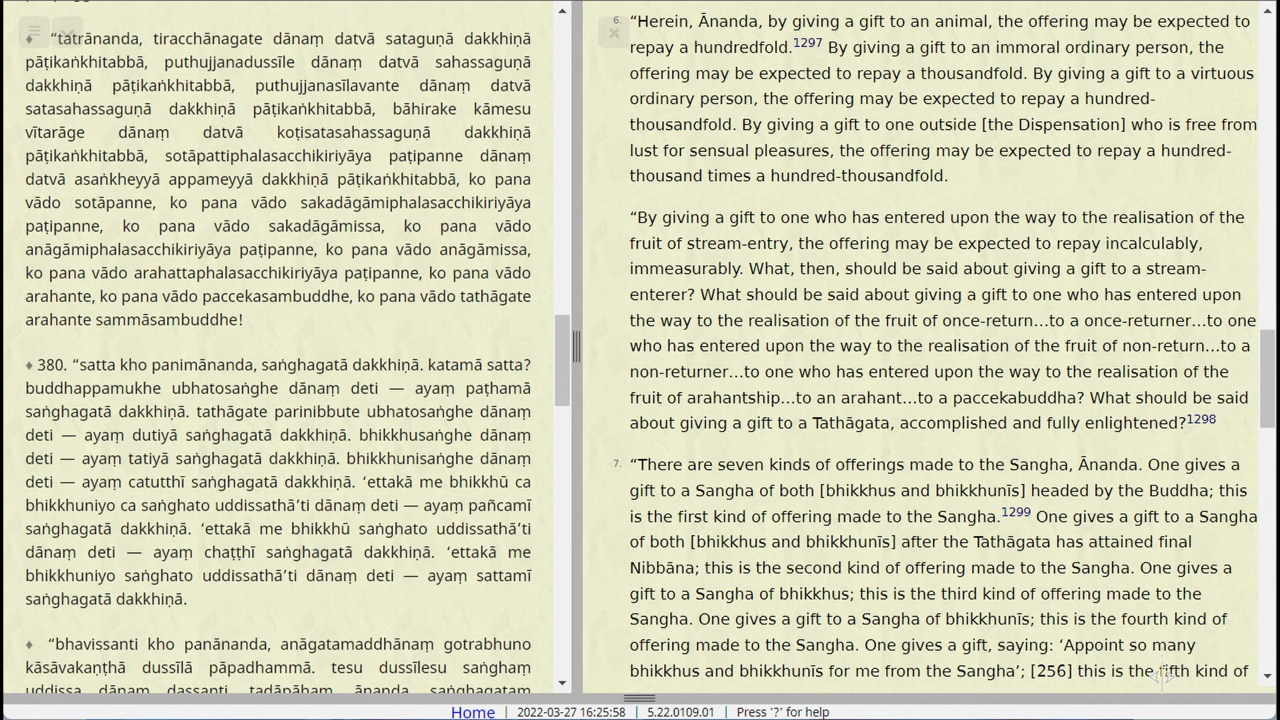 ♦ “tatrānanda, tiracchānagate dānaṃ datvā sataguṇā dakkhiṇā
pāṭikaṅkhitabbā, puthujjanadussīle dānaṃ datvā sahassaguṇā
dakkhiṇā pāṭikaṅkhitabbā, puthujjanasīlavante dānaṃ datvā
satasahassaguṇā dakkhiṇā pāṭikaṅkhitabbā, bāhirake kāmesu
vītarāge dānaṃ datvā koṭisatasahassaguṇā dakkhiṇā
pāṭikaṅkhitabbā, sotāpattiphalasacchikiriyāya paṭipanne dānaṃ
datvā asaṅkheyyā appameyyā dakkhiṇā pāṭikaṅkhitabbā, ko pana
vādo sotāpanne, ko pana vādo sakadāgāmiphalasacchikiriyāya
paṭipanne, ko pana vādo sakadāgāmissa, ko pana vādo
anāgāmiphalasacchikiriyāya paṭipanne, ko pana vādo anāgāmissa,
ko pana vādo arahattaphalasacchikiriyāya paṭipanne, ko pana vādo
arahante, ko pana vādo paccekasambuddhe, ko pana vādo tathāgate
arahante sammāsambuddhe!
♦ 380. “satta kho panimānanda, saṅghagatā dakkhiṇā. katamā satta?
buddhappamukhe ubhatosaṅghe dānaṃ deti — ayaṃ paṭhamā
saṅghagatā dakkhiṇā. tathāgate parinibbute ubhatosaṅghe dānaṃ
deti — ayaṃ dutiyā saṅghagatā dakkhiṇā. bhikkhusaṅghe dānaṃ
deti — ayaṃ tatiyā saṅghagatā dakkhiṇā. bhikkhunisaṅghe dānaṃ
deti — ayaṃ catutthī saṅghagatā dakkhiṇā. ‘ettakā me bhikkhū ca
bhikkhuniyo ca saṅghato uddissathā’ti dānaṃ deti — ayaṃ pañcamī
saṅghagatā dakkhiṇā. ‘ettakā me bhikkhū saṅghato uddissathā’ti
dānaṃ deti — ayaṃ chaṭṭhī saṅghagatā dakkhiṇā. ‘ettakā me
bhikkhuniyo saṅghato uddissathā’ti dānaṃ deti — ayaṃ sattamī
saṅghagatā dakkhiṇā.
♦ “bhavissanti kho panānanda, anāgatamaddhānaṃ gotrabhuno
kāsāvakaṇṭhā dussīlā pāpadhammā. tesu dussīlesu saṅghaṃ
uddissa dānaṃ dassanti. tadāpāhaṃ, ānanda, saṅghagataṃ
6. “Herein, Ānanda, by giving a gift to an animal, the offering may be expected to
repay a hundredfold.1297 By giving a gift to an immoral ordinary person, the
offering may be expected to repay a thousandfold. By giving a gift to a virtuous
ordinary person, the offering may be expected to repay a hundred-
thousandfold. By giving a gift to one outside [the Dispensation] who is free from
lust for sensual pleasures, the offering may be expected to repay a hundred-
thousand times a hundred-thousandfold.
“By giving a gift to one who has entered upon the way to the realisation of the
fruit of stream-entry, the offering may be expected to repay incalculably,
immeasurably. What, then, should be said about giving a gift to a stream-
enterer? What should be said about giving a gift to one who has entered upon
the way to the realisation of the fruit of once-return…to a once-returner…to one
who has entered upon the way to the realisation of the fruit of non-return…to a
non-returner…to one who has entered upon the way to the realisation of the
fruit of arahantship…to an arahant…to a paccekabuddha? What should be said
about giving a gift to a Tathāgata, accomplished and fully enlightened?1298
7. “There are seven kinds of offerings made to the Sangha, Ānanda. One gives a
gift to a Sangha of both [bhikkhus and bhikkhunīs] headed by the Buddha; this
is the first kind of offering made to the Sangha.1299 One gives a gift to a Sangha
of both [bhikkhus and bhikkhunīs] after the Tathāgata has attained final
Nibbāna; this is the second kind of offering made to the Sangha. One gives a
gift to a Sangha of bhikkhus; this is the third kind of offering made to the
Sangha. One gives a gift to a Sangha of bhikkhunīs; this is the fourth kind of
offering made to the Sangha. One gives a gift, saying: ‘Appoint so many
bhikkhus and bhikkhunīs for me from the Sangha’; [256] this is the fifth kind of
Home | 2022-03-27 16:25:58 | 5.22.0109.01 | Press '?' for help